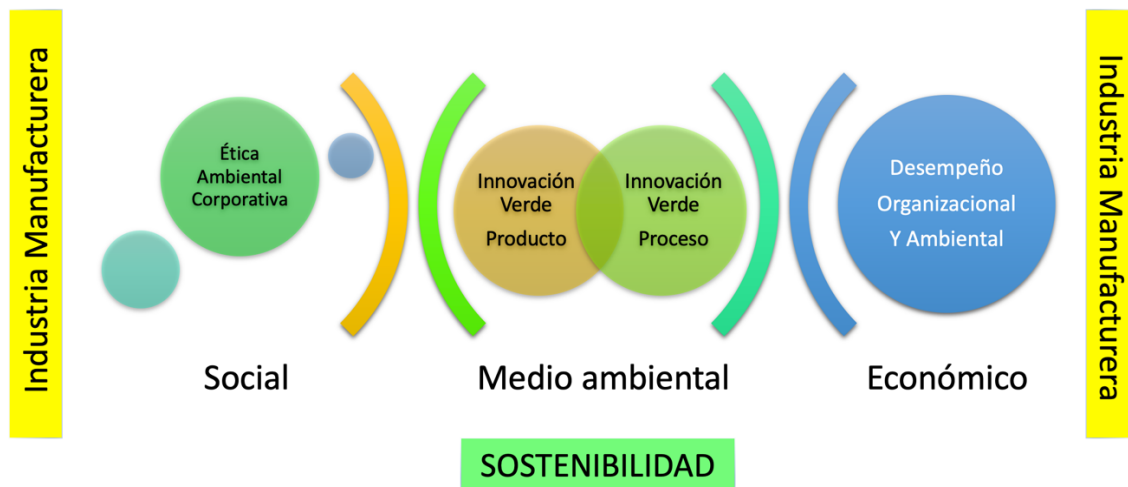 Industria Manufacturera
Ética
Ambiental
Corporativa
Innovación
Verde
Producto
Innovación
Verde
Proceso
Desempeño
Organizacional
Y Ambiental
Industria Manufacturera
Social
Medio ambiental
Económico
SOSTENIBILIDAD